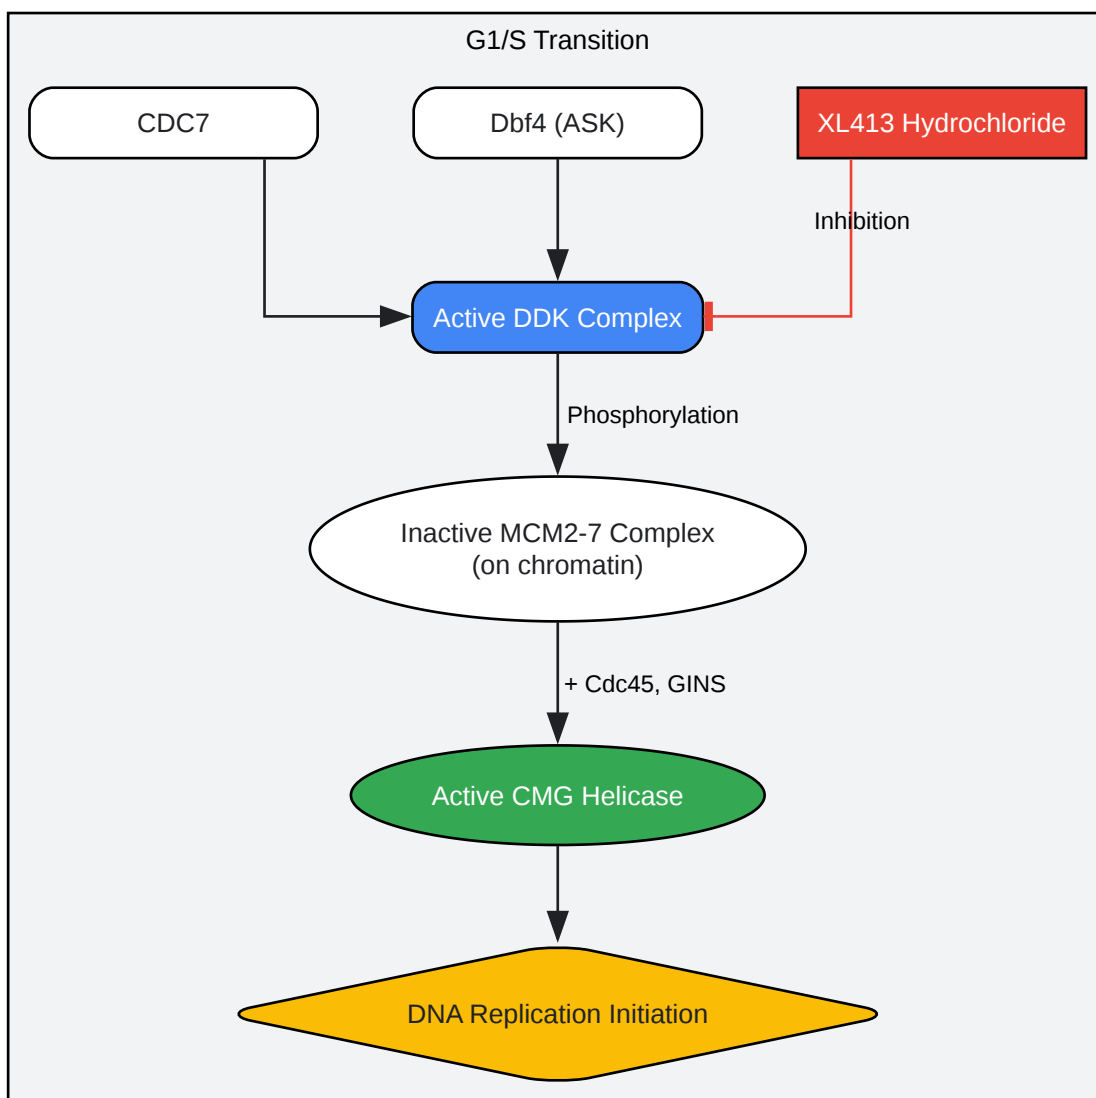 G1/S Transition
CDC7
Dbf4 (ASK)
XL413 Hydrochloride
Inhibition
Active DDK Complex
Phosphorylation
Inactive MCM2-7 Complex
(on chromatin)
+ Cdc45, GINS
Active CMG Helicase
DNA Replication Initiation